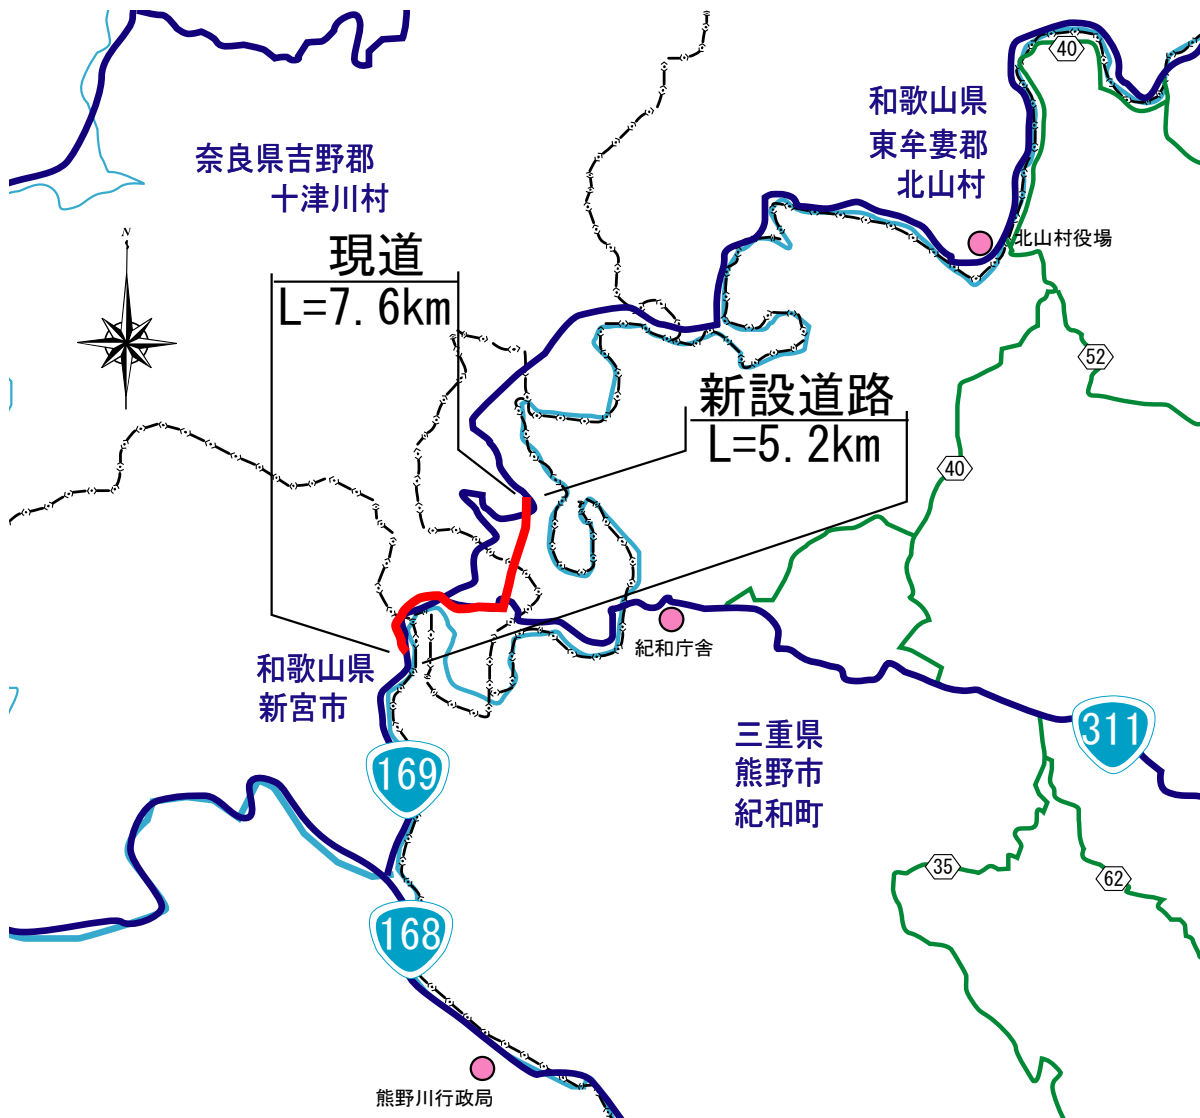 40
和歌山県
東牟婁郡
北山村
奈良県吉野郡
十津川村
N
北山村役場
現道
L=7.6km
52
新設道路
L=5.2km
40
紀和庁舎
和歌山県
新宮市
三重県
熊野市
紀和町
311
169
35
62
168
熊野川行政局